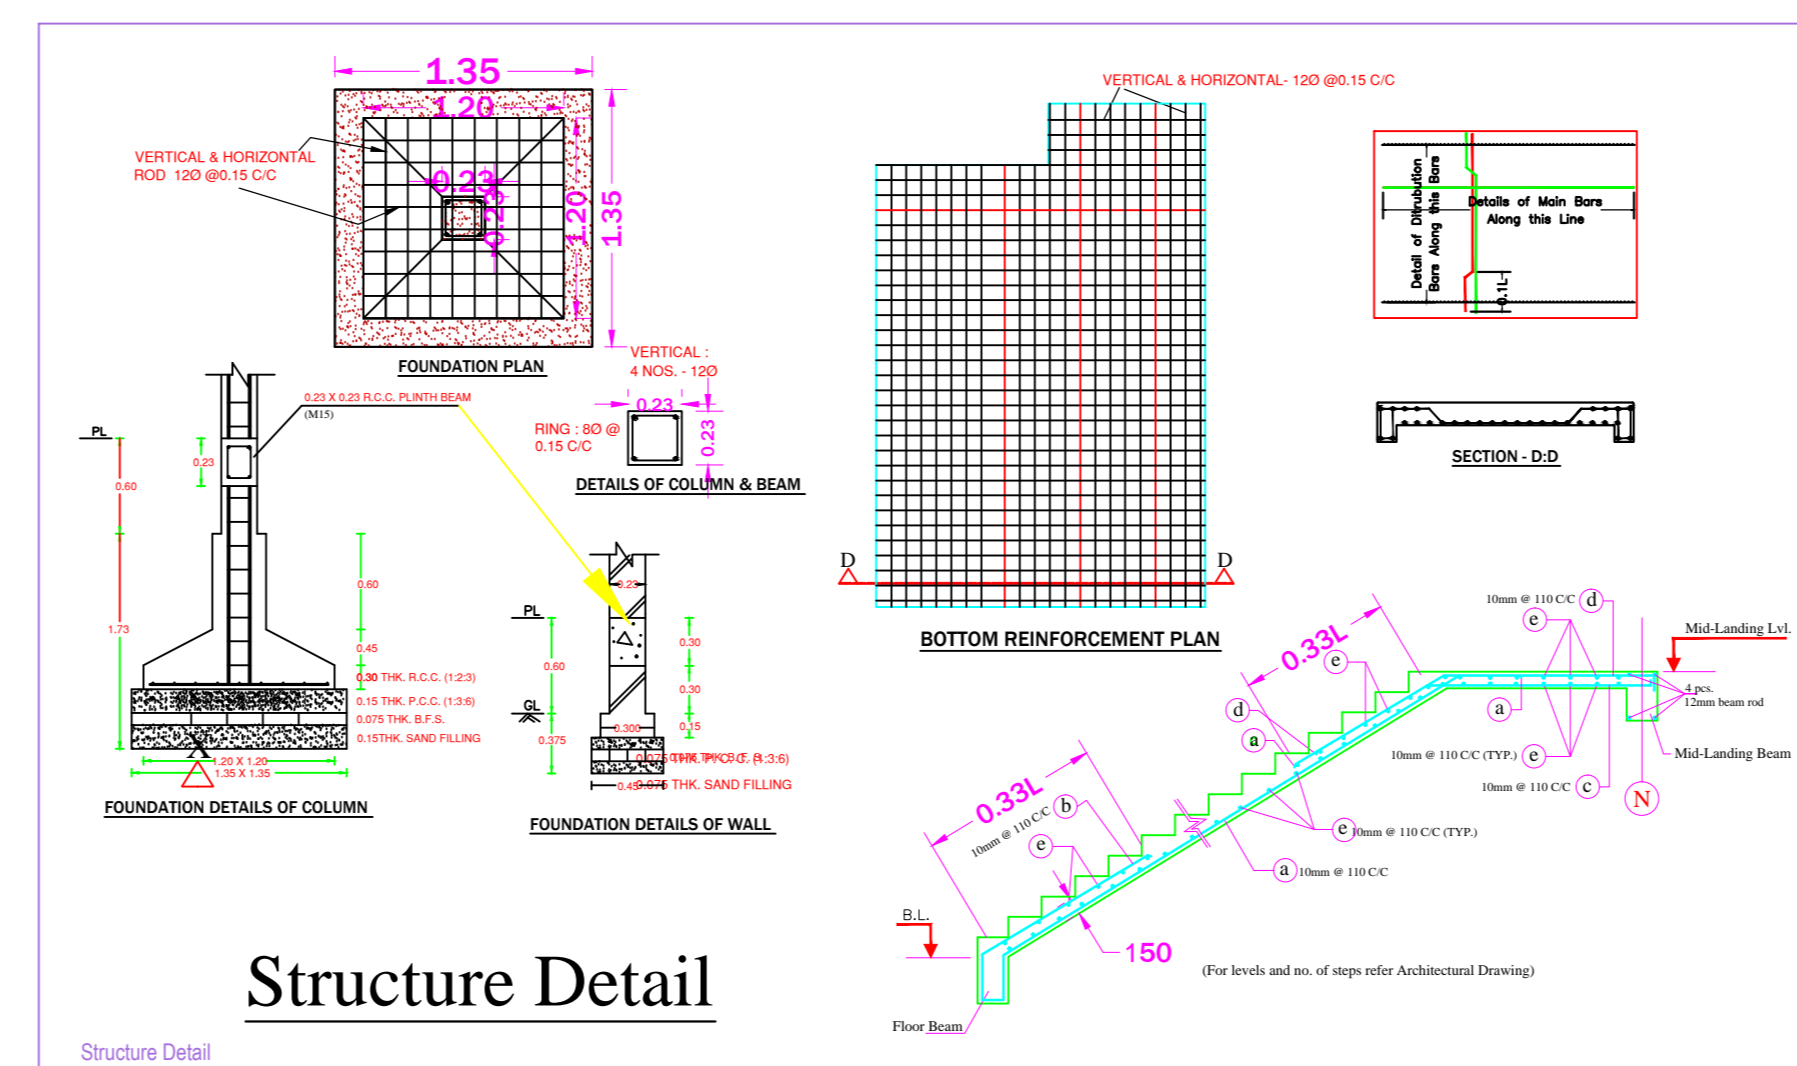 1.35
1.20
VERTICAL & HORIZONTAL
ROD 12Ø @0.15 C/C
0.23
0.23
1.20
1.35
FOUNDATION PLAN
VERTICAL :
4 NOS. - 12Ø
0.23
RING : 8Ø @
0.15 C/C
0.23
DETAILS OF COLUMN & BEAM
0.23 X 0.23 R.C.C. PLINTH BEAM
(M15)
PL
0.23
0.60
1.73
0.60
0.45
0.30 THK. R.C.C. (1:2:3)
0.15 THK. P.C.C. (1:3:6)
0.075 THK. B.F.S.
0.15THK. SAND FILLING
X
1.20 X 1.20
1.35 X 1.35
FOUNDATION DETAILS OF COLUMN
0.23
PL
0.60
GL
0.375
0.30
0.30
0.15
0.300
0.075 THK. SAND FILLING
FOUNDATION DETAILS OF WALL
VERTICAL & HORIZONTAL- 12Ø @0.15 C/C
D
D
BOTTOM REINFORCEMENT PLAN
Detail of Ditrubution
Bars Along this Bars
Details of Main Bars
Along this Line
0.1L
SECTION - D:D
0.33L
e
d
a
10mm @ 110 C/C
d
e
Mid-Landing Lvl.
4 pcs.
12mm beam rod
a
10mm @ 110 C/C (TYP.)
e
Mid-Landing Beam
10mm @ 110 C/C
c
N
0.33L
10mm @ 110 C/C
b
e
e
10mm @ 110 C/C (TYP.)
a
10mm @ 110 C/C
B.L.
150
(For levels and no. of steps refer Architectural Drawing)
Floor Beam
Structure Detail
Structure Detail